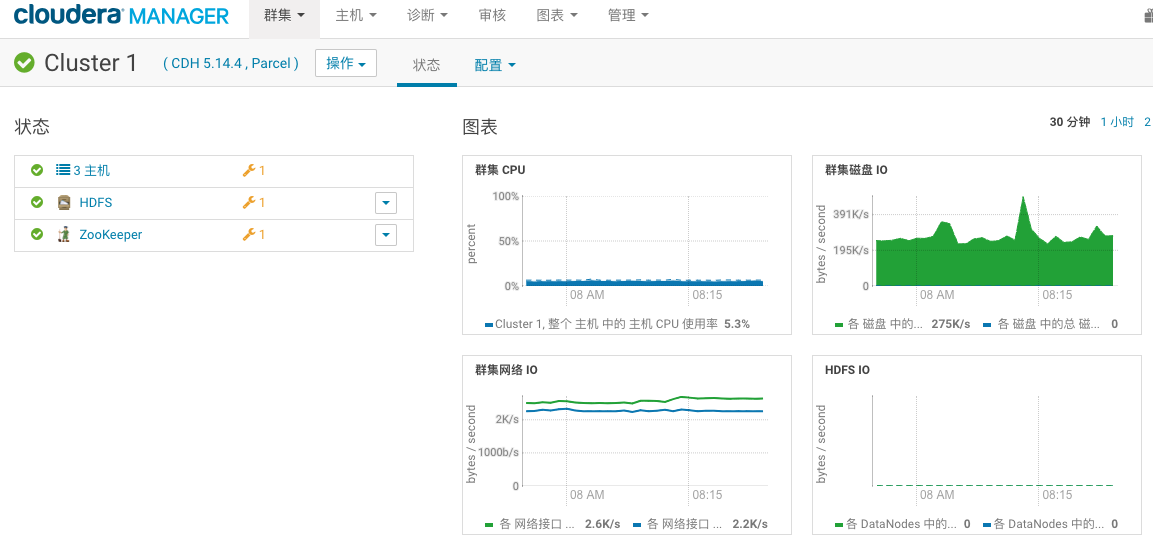 cloudera MANAGER 群集 主机 诊断 审核 图表 管理
Cluster 1 ( CDH 5.14.4 , Parcel ) 操作 状态 配置
状态
3 主机 1
HDFS 1
ZooKeeper 1
图表
30 分钟 1 小时 2
群集 CPU
percent
100%
50%
0%
08 AM 08:15
Cluster 1, 整个 主机 中的 主机 CPU 使用率 5.3%
群集磁盘 IO
bytes / second
391K/s
195K/s
0
08 AM 08:15
各 磁盘 中的... 275K/s 各 磁盘 中的总 磁... 0
群集网络 IO
bytes / second
2K/s
1000b/s
0
08 AM 08:15
各 网络接口 ... 2.6K/s 各 网络接口 ... 2.2K/s
HDFS IO
bytes / second
08 AM 08:15
各 DataNodes 中的... 0 各 DataNodes 中的... 0